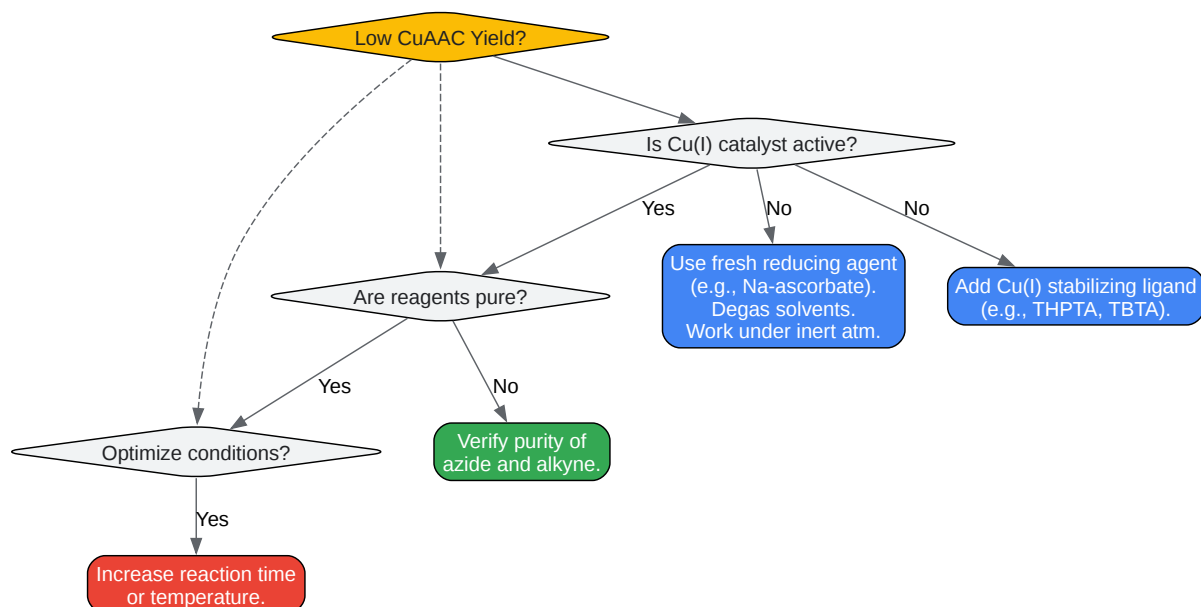 Low CuAAC Yield?
Is Cu(I) catalyst active?
Yes
No
No
Use fresh reducing agent
(e.g., Na-ascorbate).
Degas solvents.
Work under inert atm.
Add Cu(I) stabilizing ligand
(e.g., THPTA, TBTA).
Are reagents pure?
Yes
No
Optimize conditions?
Verify purity of
azide and alkyne.
Yes
Increase reaction time
or temperature.